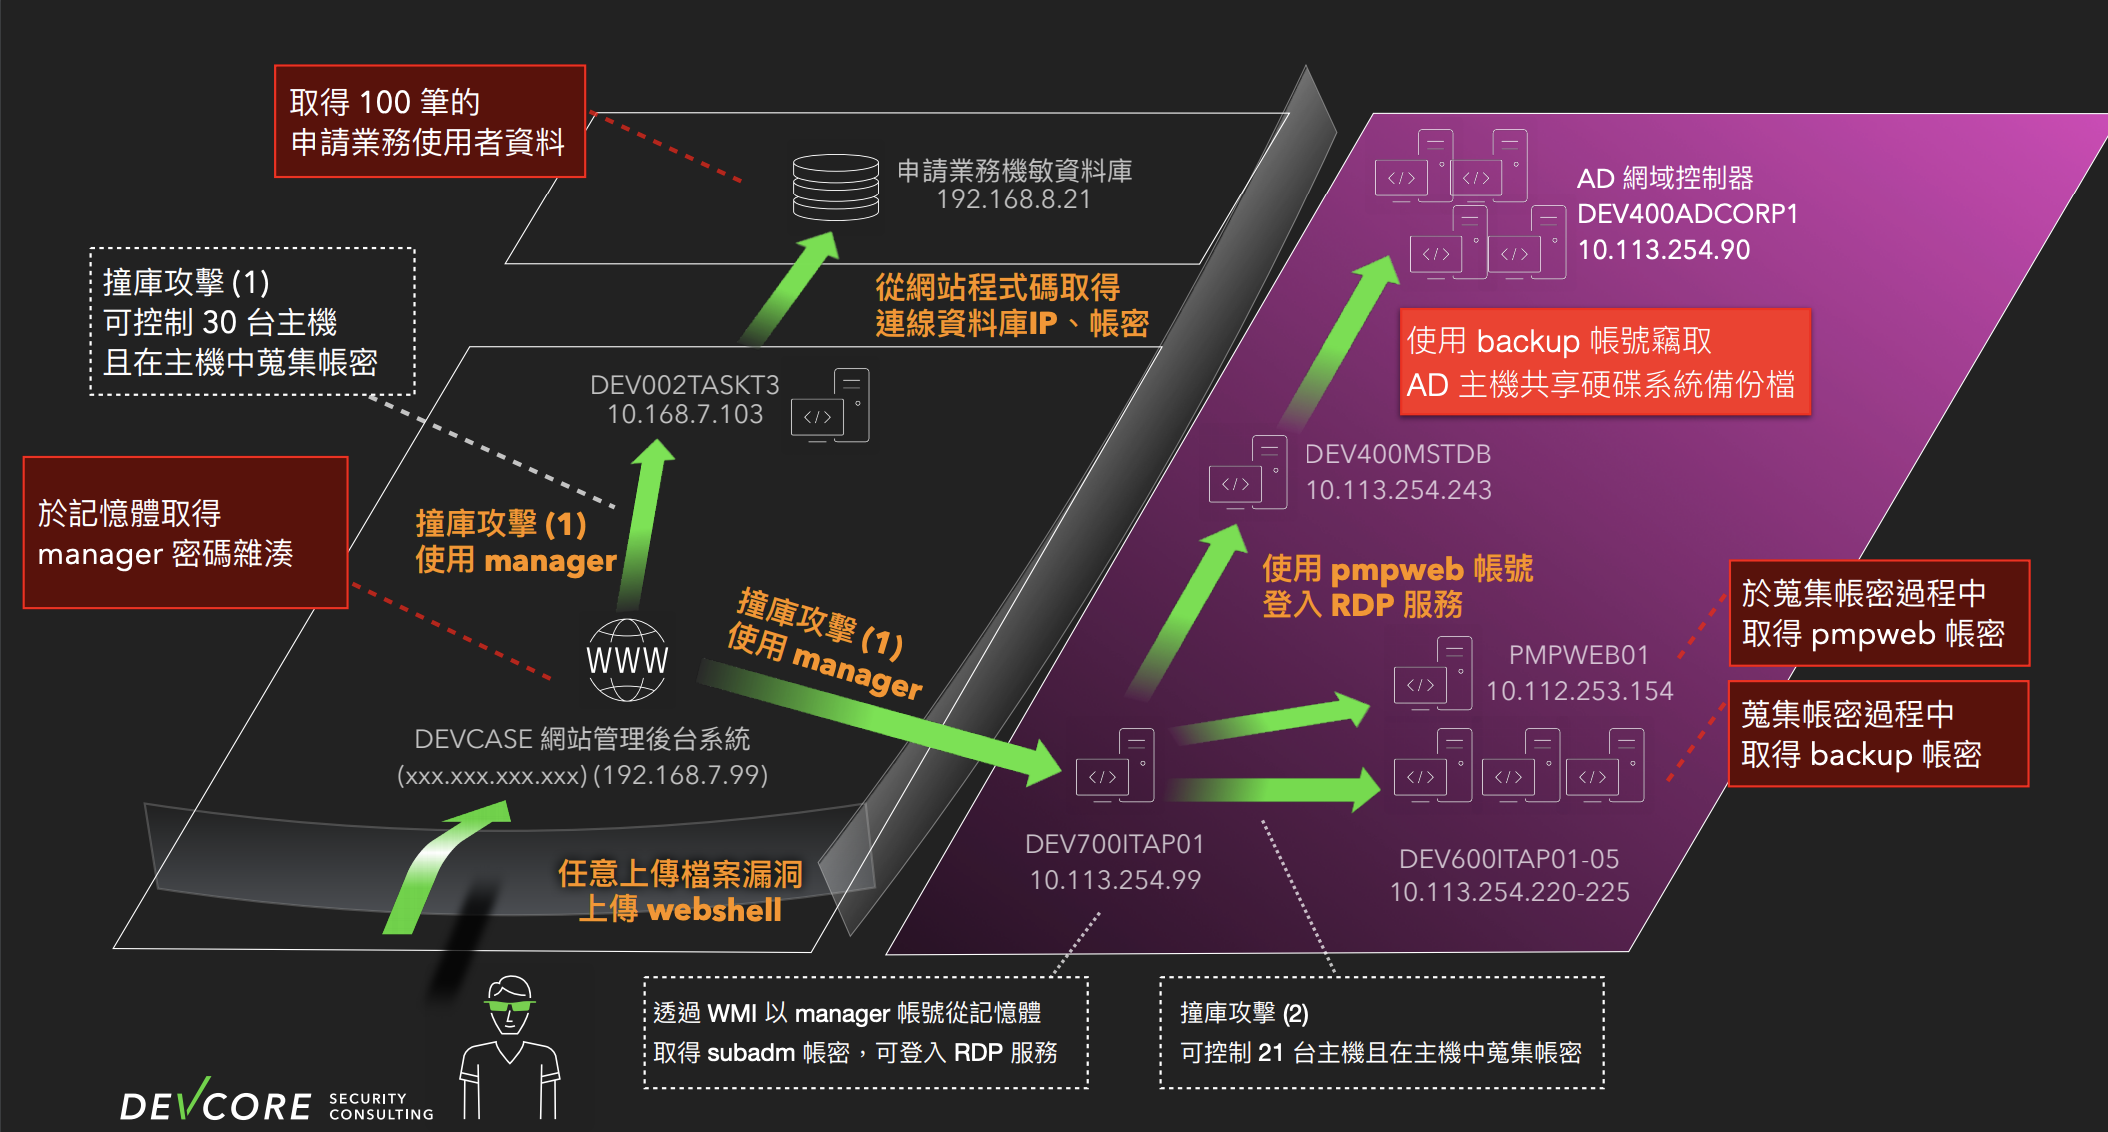 取得 100 筆的
申請業務使用者資料
申請業務機敏資料庫
192.168.8.21
從網站程式碼取得
連線資料庫IP、帳密
撞庫攻擊 (1)
可控制 30 台主機
且在主機中蒐集帳密
DEV002TASKT3
10.168.7.103
於記憶體取得
manager 密碼雜湊
撞庫攻擊 (1)
使用 manager
撞庫攻擊 (1)
使用 manager
WWW
DEVCASE 網站管理後台系統
(xxx.xxx.xxx.xxx) (192.168.7.99)
任意上傳檔案漏洞
上傳 webshell
AD 網域控制器
DEV400ADCORP1
10.113.254.90
使用 backup 帳號竊取
AD 主機共享硬碟系統備份檔
DEV400MSTDB
10.113.254.243
使用 pmpweb 帳號
登入 RDP 服務
PMPWEB01
10.112.253.154
於蒐集帳密過程中
取得 pmpweb 帳密
蒐集帳密過程中
取得 backup 帳密
DEV700ITAP01
10.113.254.99
DEV600ITAP01-05
10.113.254.220-225
透過 WMI 以 manager 帳號從記憶體
取得 subadm 帳密，可登入 RDP 服務
撞庫攻擊 (2)
可控制 21 台主機且在主機中蒐集帳密
DEVCORE SECURITY
CONSULTING